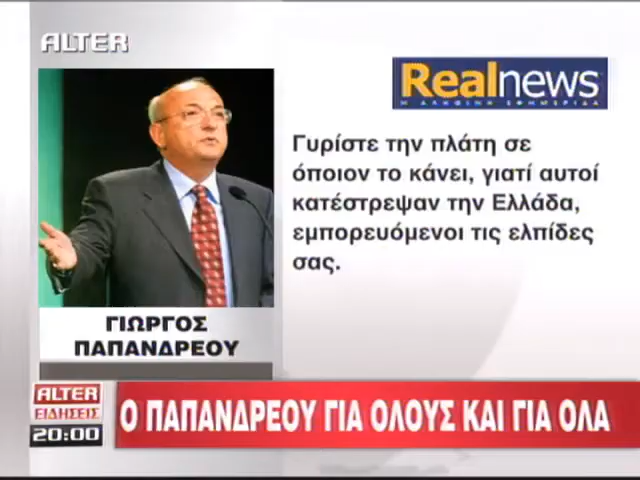 ALTER
Realnews
Η ΑΛΗΘΙΝΗ ΕΦΗΜΕΡΙΔΑ
Γυρίστε την πλάτη σε
όποιον το κάνει, γιατί αυτοί
κατέστρεψαν την Ελλάδα,
εμπορευόμενοι τις ελπίδες
σας.
ΓΙΩΡΓΟΣ
ΠΑΠΑΝΔΡΕΟΥ
ALTER
ΕΙΔΗΣΕΙΣ
20:00
Ο ΠΑΠΑΝΔΡΕΟΥ ΓΙΑ ΟΛΟΥΣ ΚΑΙ ΓΙΑ ΟΛΑ